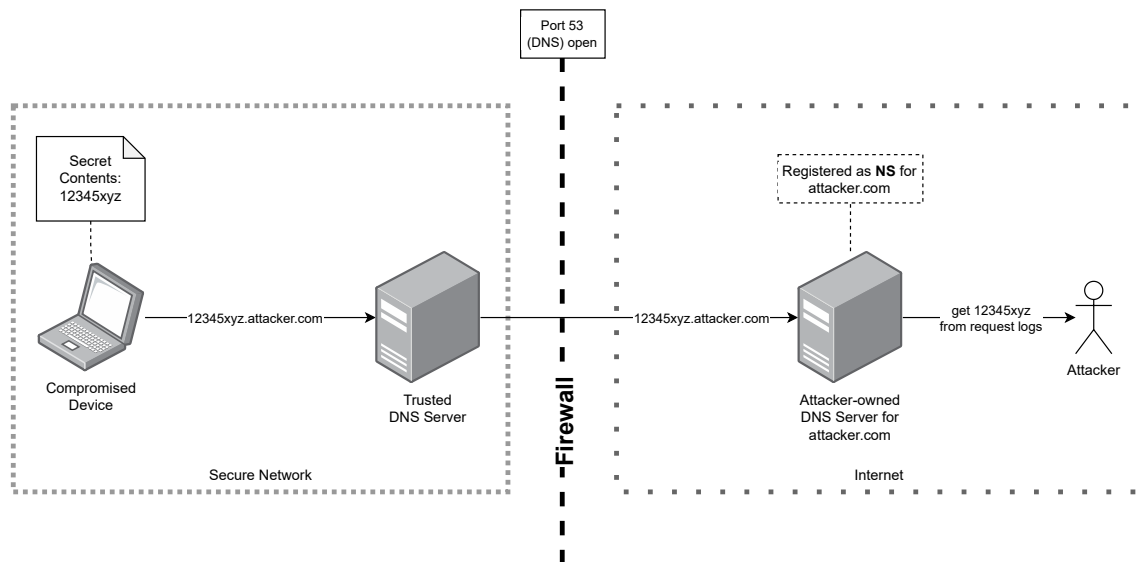 Port 53
(DNS) open
Secret
Contents:
12345xyz
Registered as NS for
attacker.com
12345xyz.attacker.com
12345xyz.attacker.com
get 12345xyz
from request logs
Compromised
Device
Trusted
DNS Server
Firewall
Attacker-owned
DNS Server for
attacker.com
Attacker
Secure Network
Internet